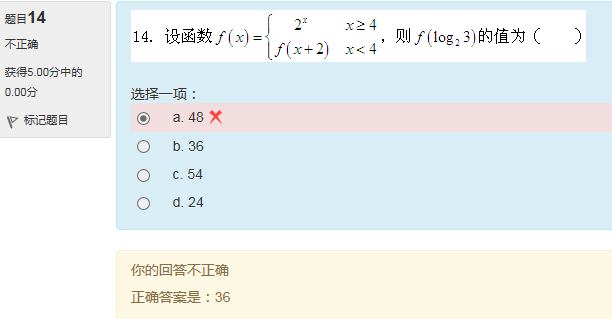 题目14
不正确
获得5.00分中的
0.00分
标记题目
14. 设函数 f(x)={ 2^x x≥4
f(x+2) x<4 , 则 f(log₂3)的值为 ( )
选择一项：
a. 48
b. 36
c. 54
d. 24
你的回答不正确
正确答案是：36